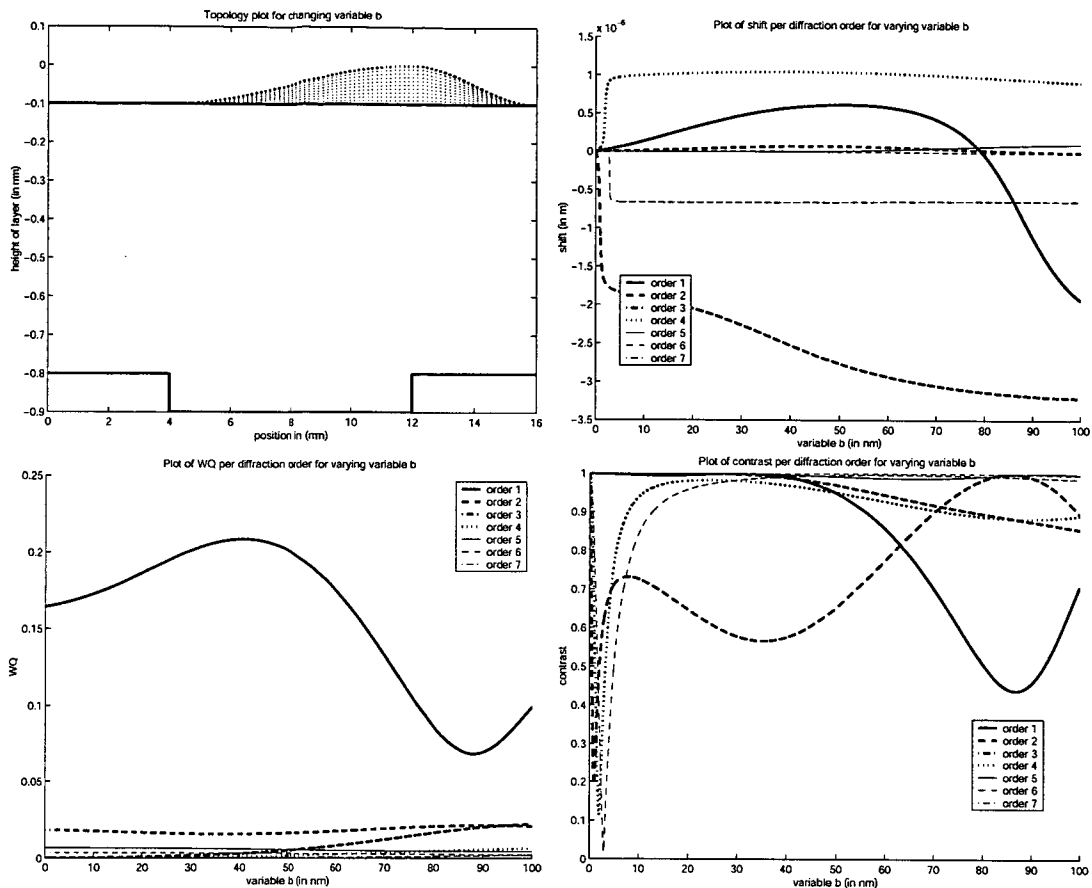 Topology plot for changing variable b
0.1
0
-0.1
-0.2
-0.3
-0.4
-0.5
-0.6
-0.7
-0.8
-0.9
height of layer (in nm)
0 2 4 6 8 10 12 14 16
position in (mm)
Plot of shift per diffraction order for varying variable b
x 10-6
1.5
1
0.5
0
-0.5
-1
-1.5
-2
-2.5
-3
-3.5
shift (in m)
order 1
order 2
order 3
order 4
order 5
order 6
order 7
0 10 20 30 40 50 60 70 80 90 100
variable b (in nm)
Plot of WQ per diffraction order for varying variable b
0.25
0.2
0.15
0.1
0.05
0
WQ
order 1
order 2
order 3
order 4
order 5
order 6
order 7
0 10 20 30 40 50 60 70 80 90 100
variable b (in nm)
Plot of contrast per diffraction order for varying variable b
1
0.9
0.8
0.7
0.6
0.5
0.4
0.3
0.2
0.1
0
contrast
order 1
order 2
order 3
order 4
order 5
order 6
order 7
0 10 20 30 40 50 60 70 80 90 100
variable b (in nm)